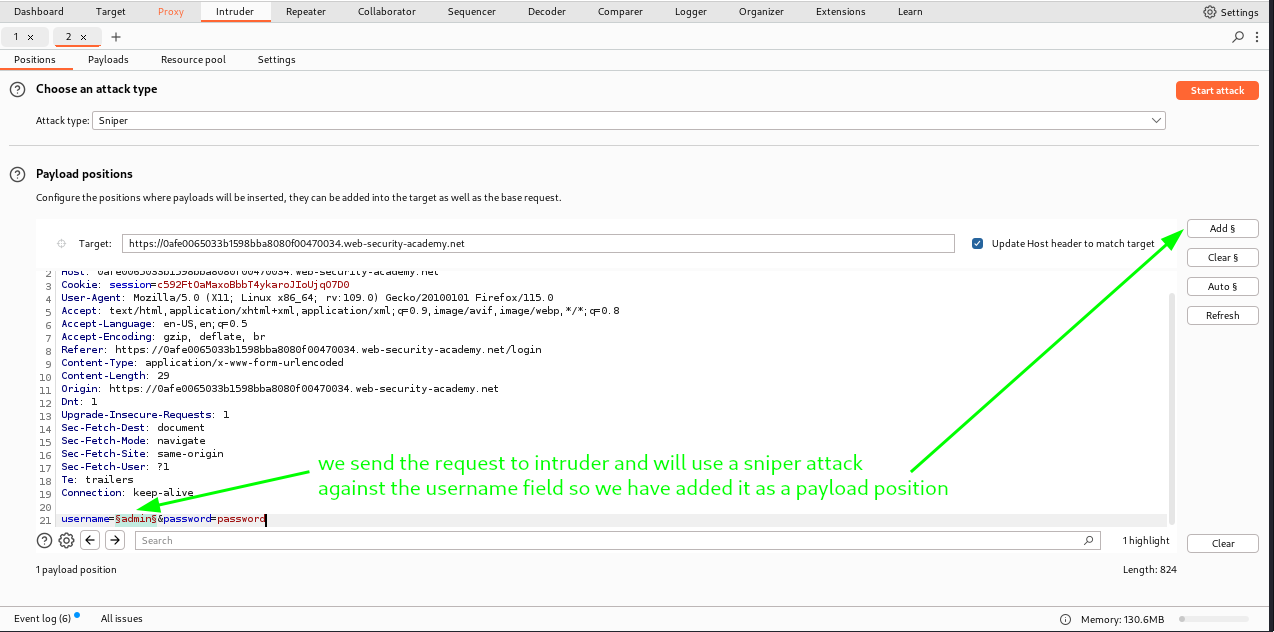 Dashboard Target Proxy Intruder Repeater Collaborator Sequencer Decoder Comparer Logger Organizer Extensions Learn Settings
1 × 2 × +
Positions Payloads Resource pool Settings
? Choose an attack type Start attack
Attack type: Sniper
? Payload positions
Configure the positions where payloads will be inserted, they can be added into the target as well as the base request.
Target: https://0afe0065033b1598bba8080f00470034.web-security-academy.net Update Host header to match target Add §
Clear §
Auto §
Refresh
2 Host: 0afe0065033b1598bba8080f00470034.web-security-academy.net
3 Cookie: session=c592FtOaMaxoBbbT4ykaroJIoUjqO7D0
4 User-Agent: Mozilla/5.0 (X11; Linux x86_64; rv:109.0) Gecko/20100101 Firefox/115.0
5 Accept: text/html,application/xhtml+xml,application/xml;q=0.9,image/avif,image/webp,*/*;q=0.8
6 Accept-Language: en-US,en;q=0.5
7 Accept-Encoding: gzip, deflate, br
8 Referer: https://0afe0065033b1598bba8080f00470034.web-security-academy.net/login
9 Content-Type: application/x-www-form-urlencoded
10 Content-Length: 29
11 Origin: https://0afe0065033b1598bba8080f00470034.web-security-academy.net
12 Dnt: 1
13 Upgrade-Insecure-Requests: 1
14 Sec-Fetch-Dest: document
15 Sec-Fetch-Mode: navigate
16 Sec-Fetch-Site: same-origin
17 Sec-Fetch-User: ?1
18 Te: trailers
19 Connection: keep-alive
20
21 username=§admin§&password=password
we send the request to intruder and will use a sniper attack
against the username field so we have added it as a payload position
? Search 1 highlight Clear
1 payload position Length: 824
Event log (6) All issues Memory: 130.6MB